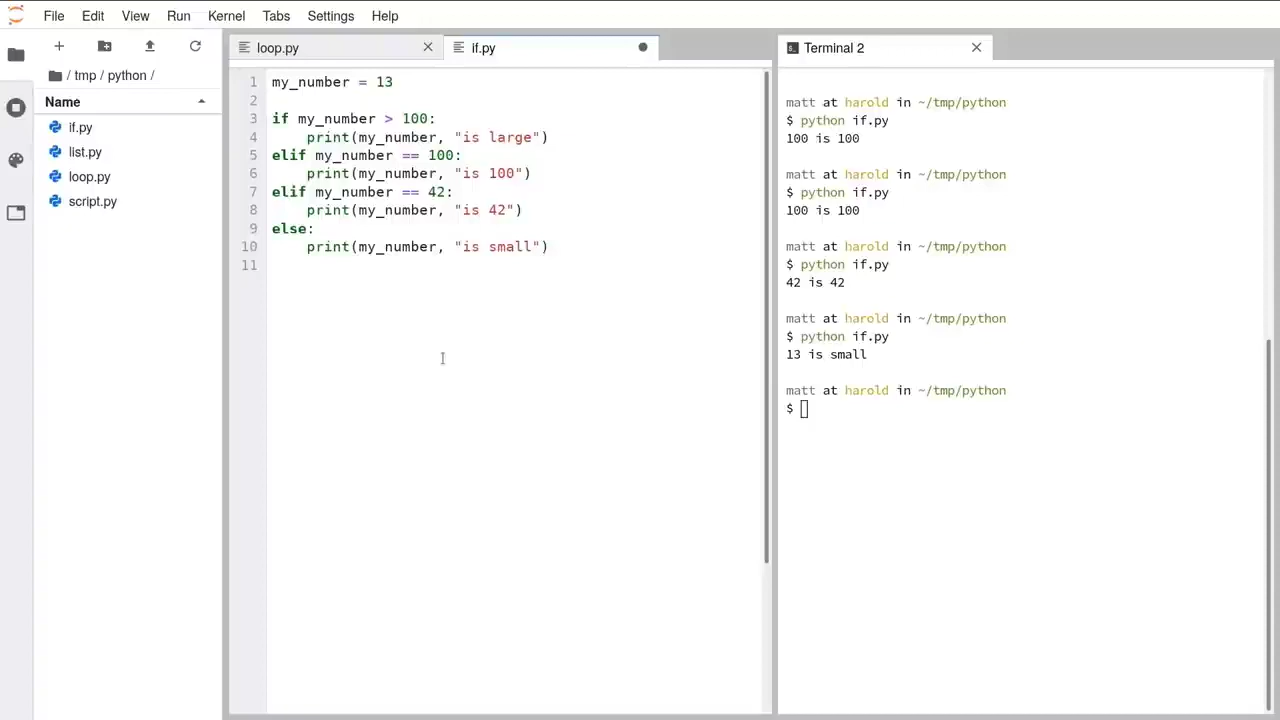 File Edit View Run Kernel Tabs Settings Help
/ tmp / python /
Name
if.py
list.py
loop.py
script.py
loop.py
if.py
1 my_number = 13
2
3 if my_number > 100:
4     print(my_number, "is large")
5 elif my_number == 100:
6     print(my_number, "is 100")
7 elif my_number == 42:
8     print(my_number, "is 42")
9 else:
10     print(my_number, "is small")
11
Terminal 2
matt at harold in ~/tmp/python
$ python if.py
100 is 100
matt at harold in ~/tmp/python
$ python if.py
100 is 100
matt at harold in ~/tmp/python
$ python if.py
42 is 42
matt at harold in ~/tmp/python
$ python if.py
13 is small
matt at harold in ~/tmp/python
$